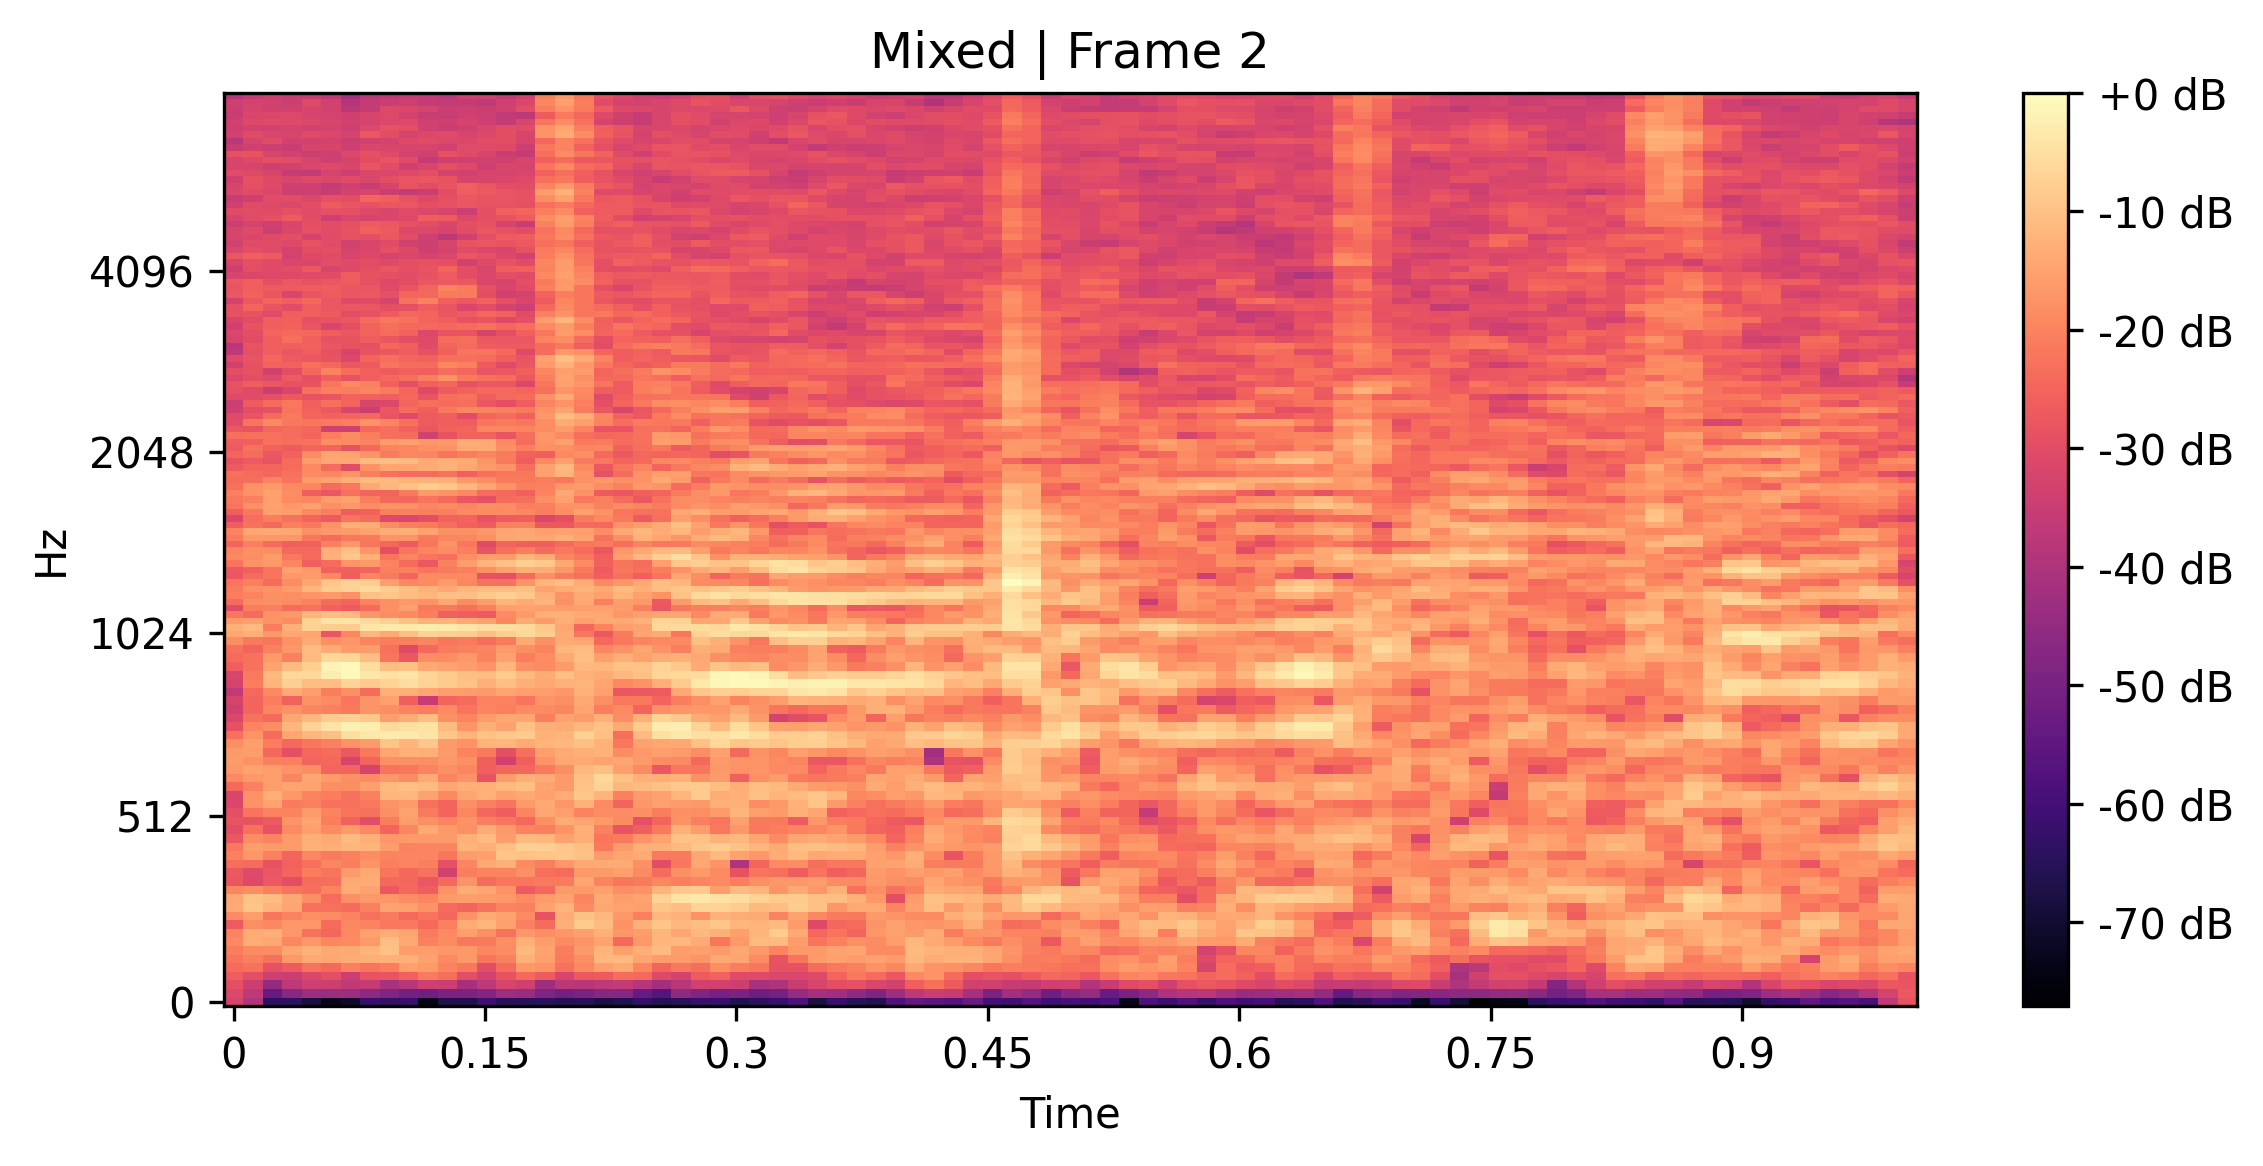 Mixed | Frame 2
Hz
4096
2048
1024
512
0
0 0.15 0.3 0.45 0.6 0.75 0.9
Time
+0 dB
-10 dB
-20 dB
-30 dB
-40 dB
-50 dB
-60 dB
-70 dB